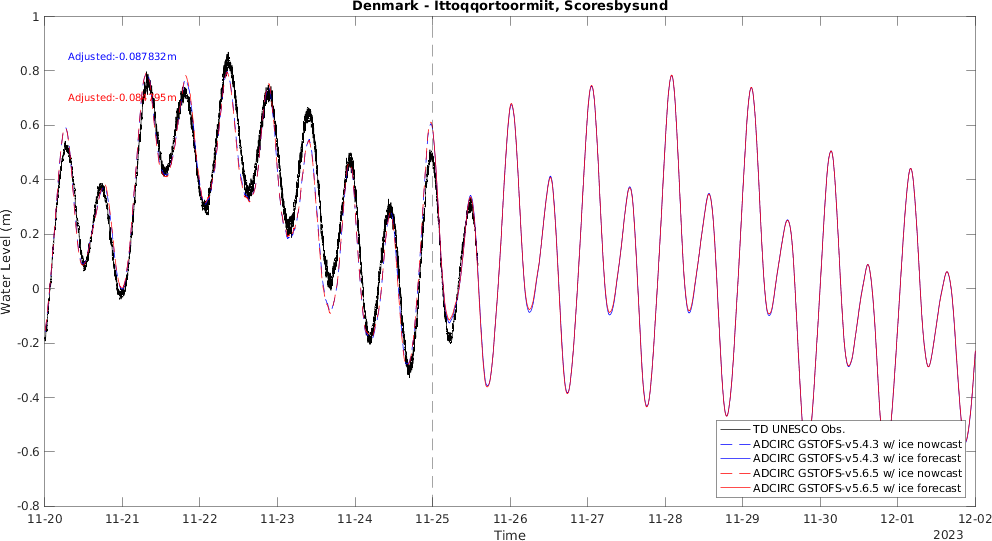 Denmark - Ittoqqortoormiit, Scoresbysund
Adjusted:-0.087832m
Water Level (m)
1
0.8
0.6
0.4
0.2
0
-0.2
-0.4
-0.6
-0.8
TD UNESCO Obs.
ADCIRC GSTOFS-v5.4.3 w/ ice nowcast
ADCIRC GSTOFS-v5.4.3 w/ ice forecast
ADCIRC GSTOFS-v5.6.5 w/ ice nowcast
ADCIRC GSTOFS-v5.6.5 w/ ice forecast
11-20 11-21 11-22 11-23 11-24 11-25 11-26 11-27 11-28 11-29 11-30 12-01 12-02
Time
2023